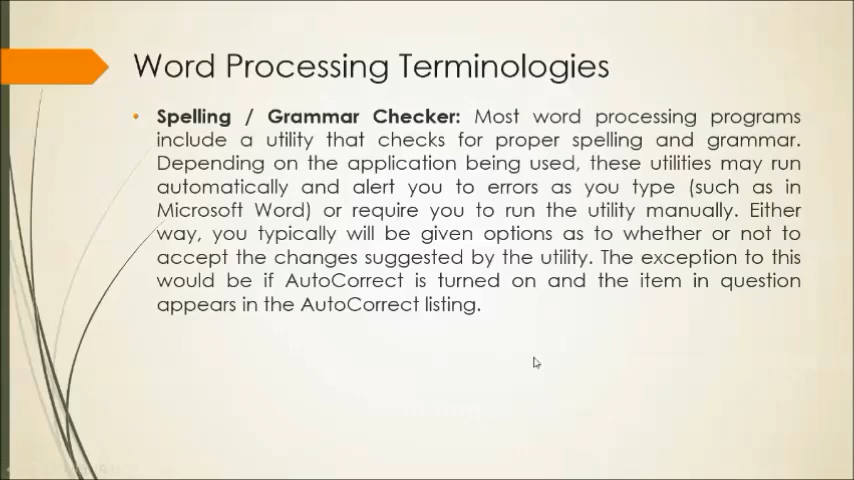 Word Processing Terminologies
• Spelling / Grammar Checker: Most word processing programs
include a utility that checks for proper spelling and grammar.
Depending on the application being used, these utilities may run
automatically and alert you to errors as you type (such as in
Microsoft Word) or require you to run the utility manually. Either
way, you typically will be given options as to whether or not to
accept the changes suggested by the utility. The exception to this
would be if AutoCorrect is turned on and the item in question
appears in the AutoCorrect listing.